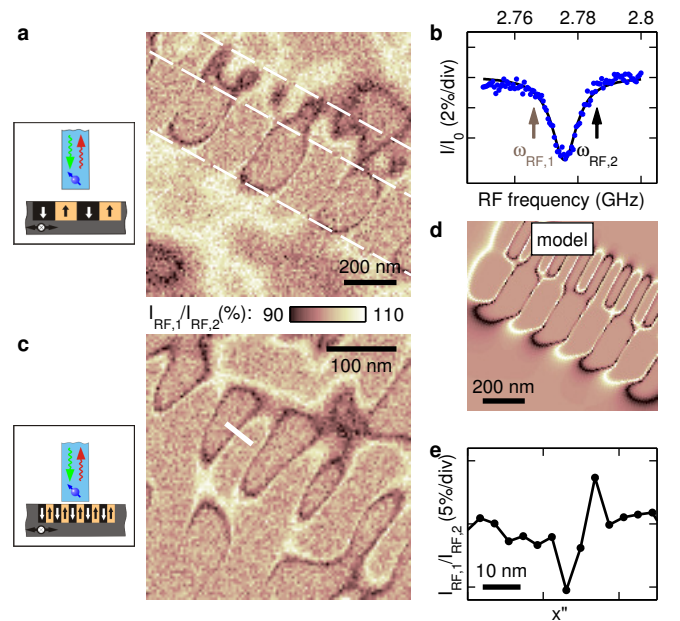 a
200 nm
b
2.76 2.78 2.8
I/I0 (2%/div)
ωRF,1
ωRF,2
RF frequency (GHz)
IRF,1/IRF,2(%): 90 110
c
100 nm
d
model
200 nm
e
IRF,1/IRF,2 (5%/div)
10 nm
x"